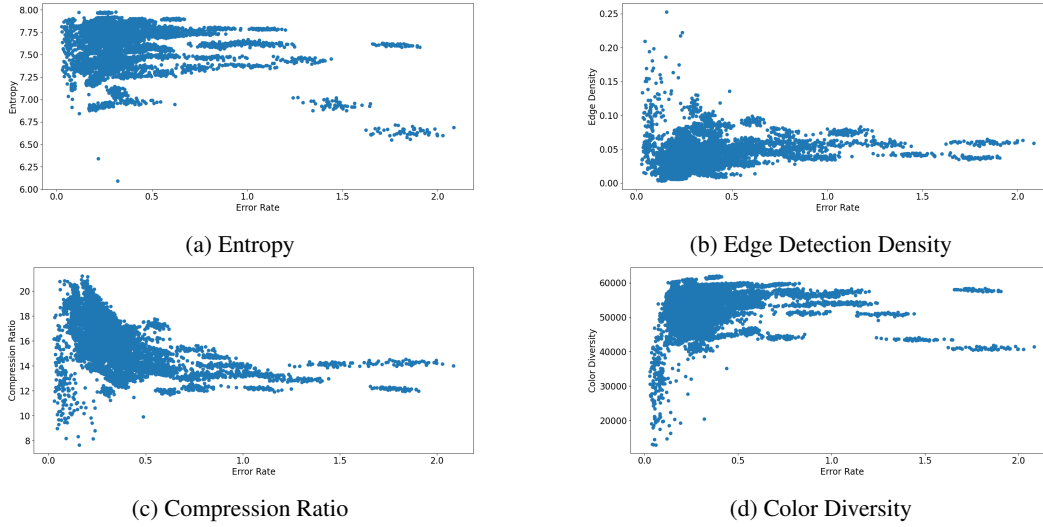 8.00
7.75
7.50
7.25
7.00
6.75
6.50
6.25
6.00
Entropy
0.0 0.5 1.0 1.5 2.0
Error Rate
(a) Entropy
0.25
0.20
0.15
0.10
0.05
0.00
Edge Density
0.0 0.5 1.0 1.5 2.0
Error Rate
(b) Edge Detection Density
20
18
16
14
12
10
8
Compression Ratio
0.0 0.5 1.0 1.5 2.0
Error Rate
(c) Compression Ratio
60000
50000
40000
30000
20000
Color Diversity
0.0 0.5 1.0 1.5 2.0
Error Rate
(d) Color Diversity